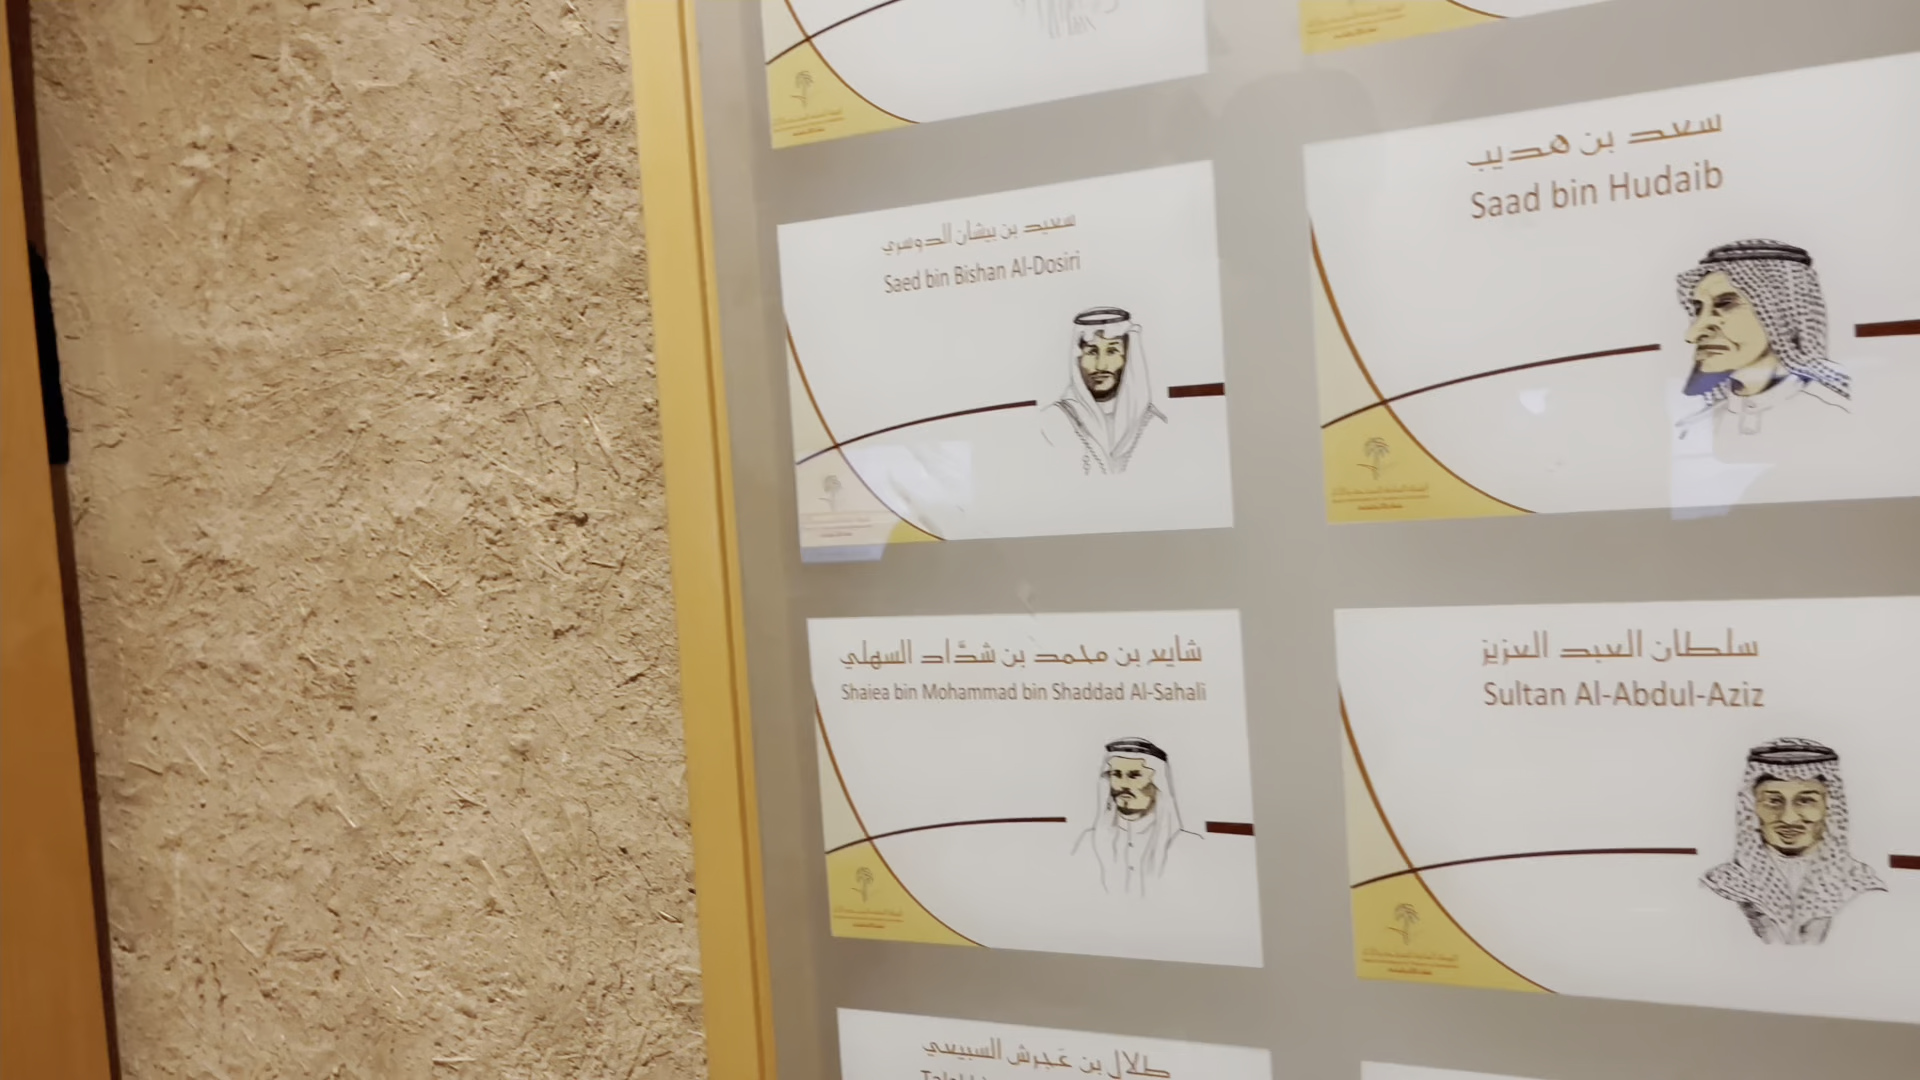 سعيد بن بيشان الدوسري
Saed bin Bishan Al-Dosiri
سعد بن هديب
Saad bin Hudaib
شايع بن محمد بن شدَّاد السهلي
Shaiea bin Mohammad bin Shaddad Al-Sahali
سلطان العبد العزيز
Sultan Al-Abdul-Aziz
طلال بن عجرش السبيعي